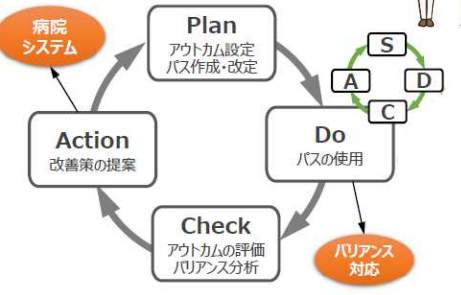 病院
システム
Plan
アウトカム設定
パス作成・改定
S
A
D
C
Action
改善策の提案
Do
パスの使用
Check
アウトカムの評価
バリアンス分析
バリアンス
対応